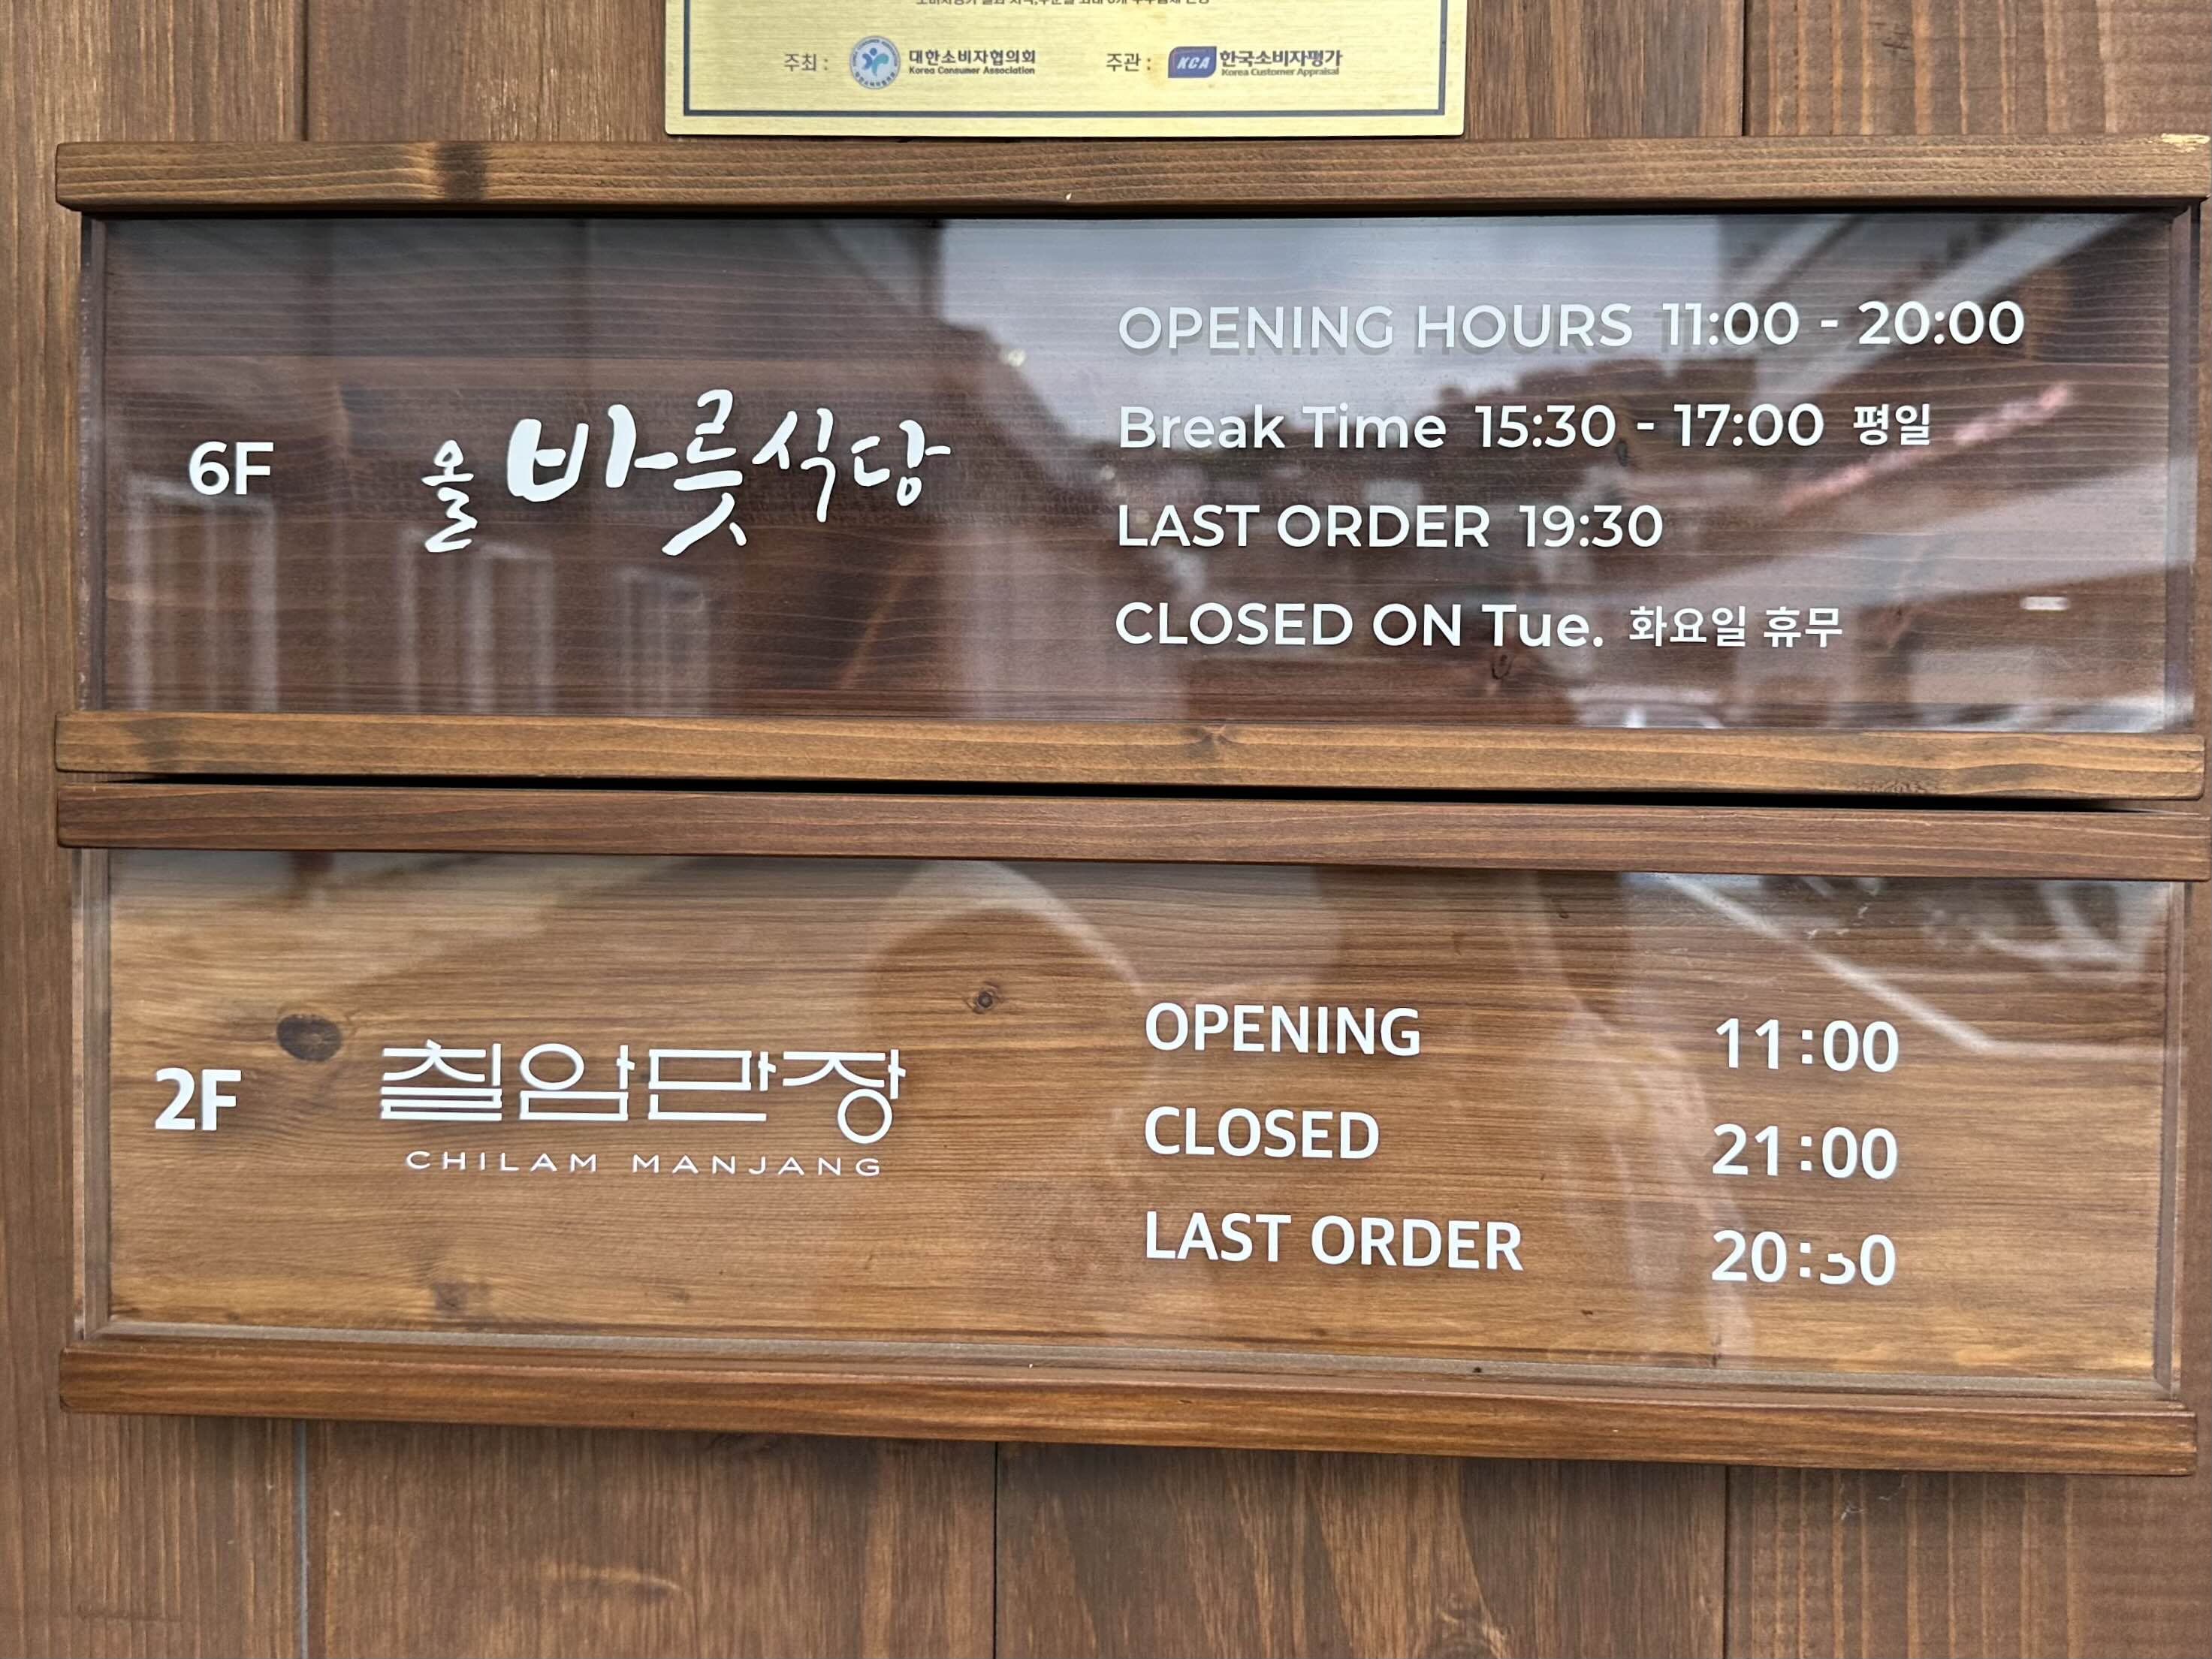 주최 : 대한소비자협의회 주관 : KCA 한국소비자평가
Korea Consumer Association Korea Customer Appraisal
OPENING HOURS 11:00 - 20:00
Break Time 15:30 - 17:00 평일
6F 올바릇식당
LAST ORDER 19:30
CLOSED ON Tue. 화요일 휴무
OPENING 11:00
2F 칠암만장
CHILAM MANJANG
CLOSED 21:00
LAST ORDER 20:30